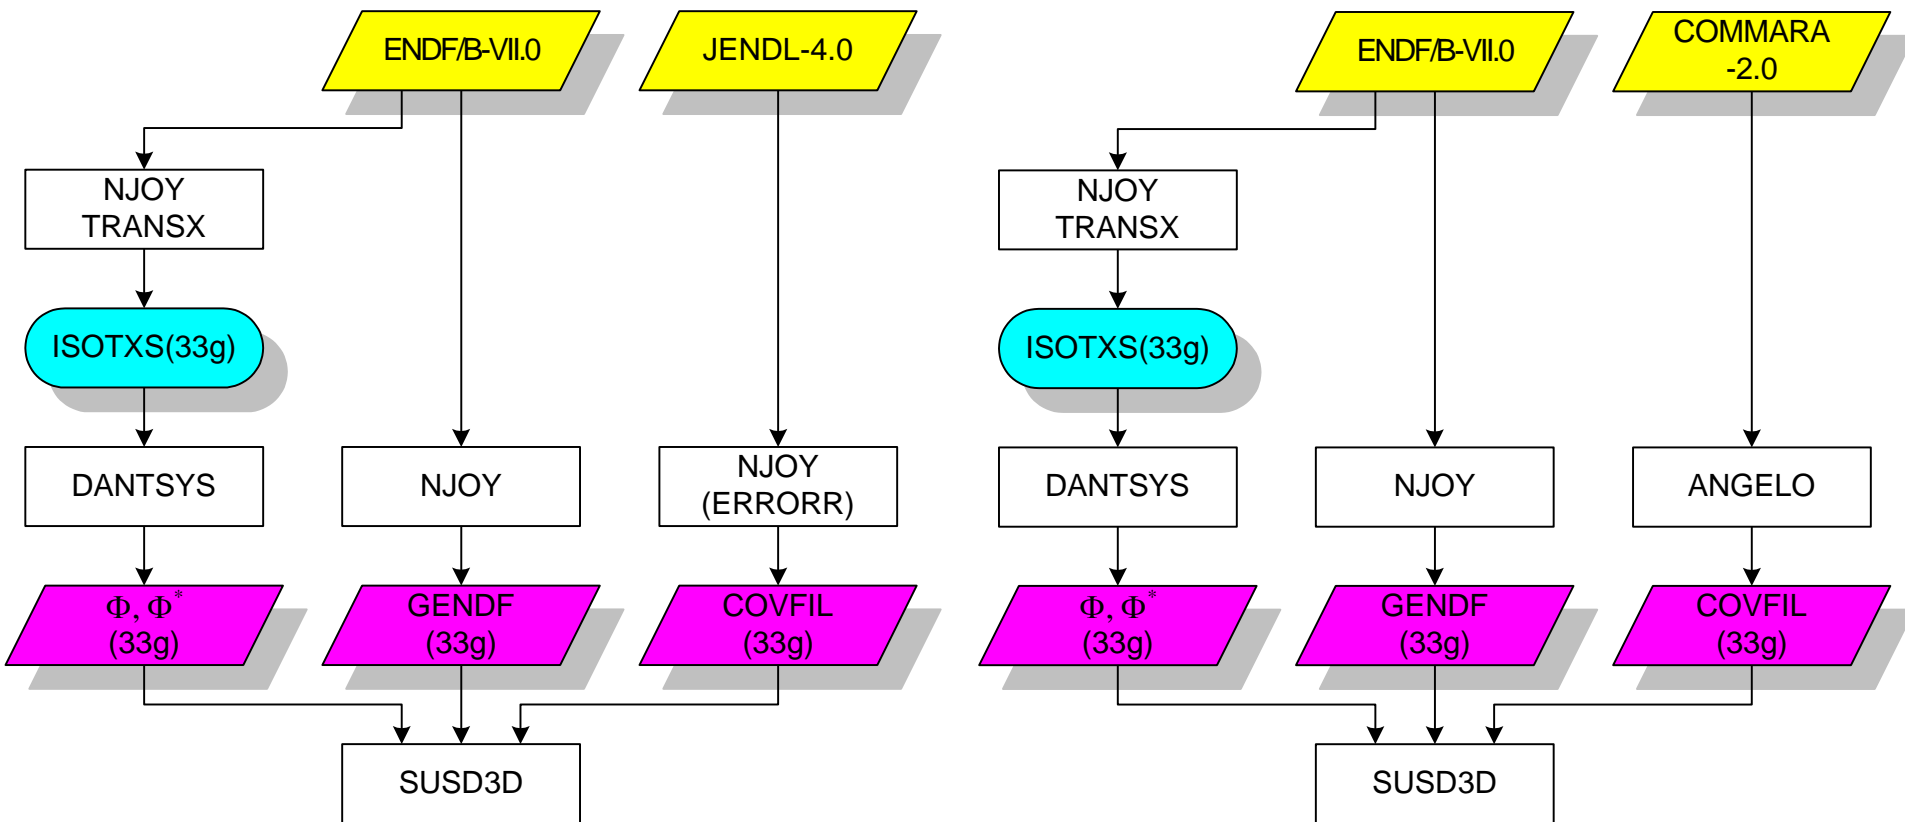 ENDF/B-VII.0
JENDL-4.0
NJOY
TRANSX
ISOTXS(33g)
DANTSYS
NJOY
NJOY
(ERRORR)
Φ, Φ*
(33g)
GENDF
(33g)
COVFIL
(33g)
SUSD3D
ENDF/B-VII.0
COMMARA
-2.0
NJOY
TRANSX
ISOTXS(33g)
DANTSYS
NJOY
ANGELO
Φ, Φ*
(33g)
GENDF
(33g)
COVFIL
(33g)
SUSD3D